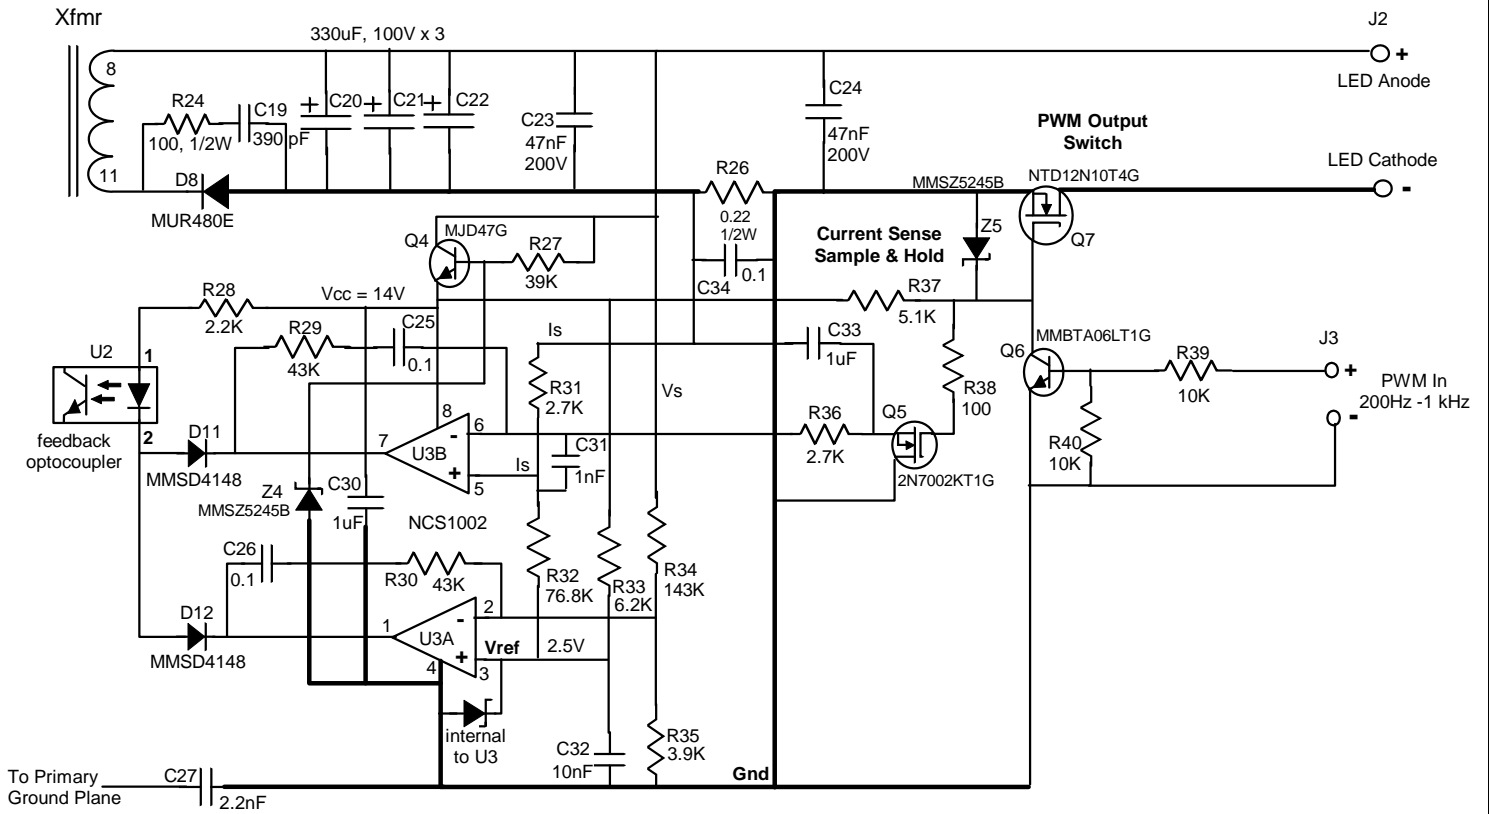 Xfmr
J2
330uF, 100V x 3
8
+
LED Anode
R24
C19
+
C20
+
C21
+
C22
C23
C24
100, 1/2W
390 pF
47nF
200V
47nF
200V
PWM Output
Switch
11
D8
R26
MMSZ5245B
NTD12N10T4G
LED Cathode
-
MUR480E
0.22
1/2W
Q4
MJD47G
R27
39K
Current Sense
Sample & Hold
Z5
Q7
0.1
C34
R28
2.2K
Vcc = 14V
R37
5.1K
R29
43K
C25
0.1
Is
C33
1uF
MMBTA06LT1G
Q6
R39
10K
J3
+
PWM In
200Hz -1 kHz
-
U2
1
2
R31
2.7K
Vs
R38
100
feedback
optocoupler
D11
MMSD4148
7
8
U3B
-
6
+
5
Is
C31
1nF
R36
2.7K
Q5
2N7002KT1G
R40
10K
Z4
MMSZ5245B
C30
1uF
NCS1002
C26
0.1
R30
43K
R32
76.8K
R33
6.2K
R34
143K
D12
MMSD4148
1
U3A
-
2
+
3
4
Vref
2.5V
internal
to U3
C32
10nF
R35
3.9K
Gnd
To Primary
Ground Plane
C27
2.2nF